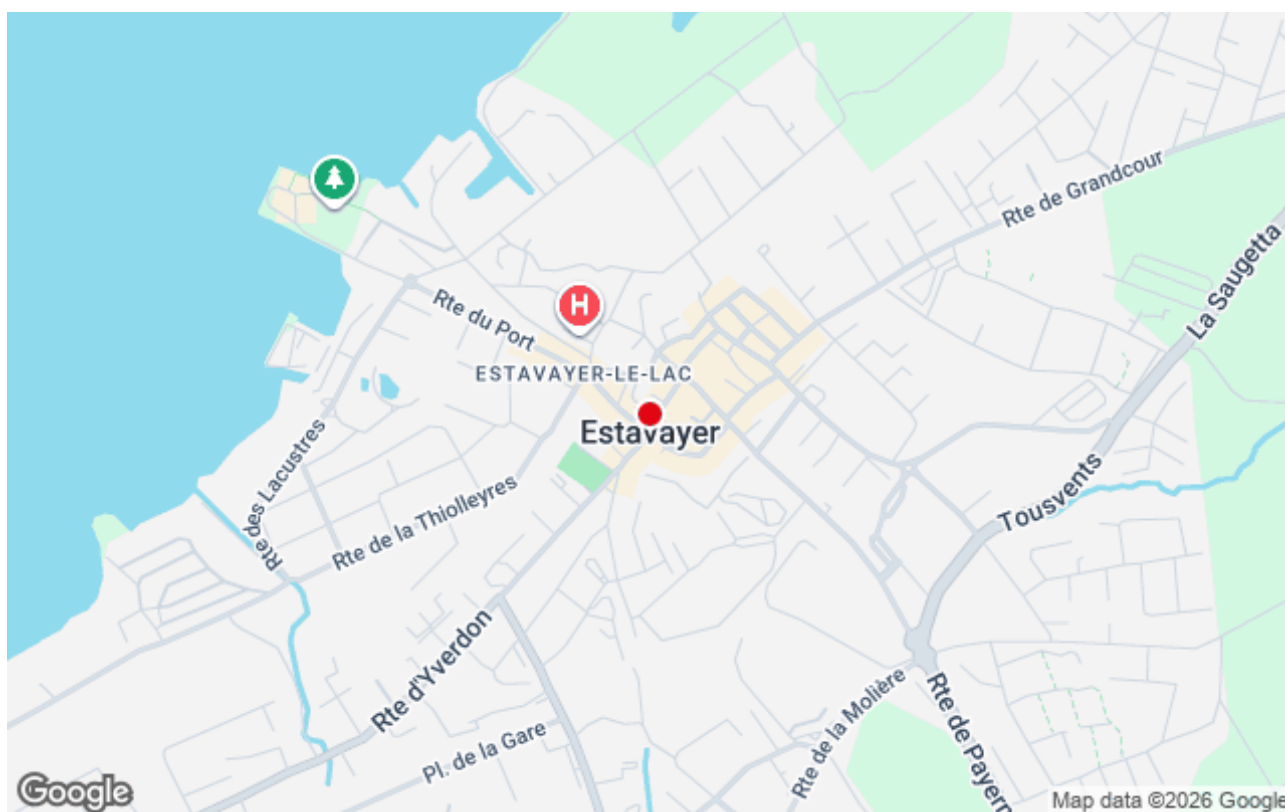 Rte de Grandcour
La Saugetta
H
Rte du Port
ESTAVAYER-LE-LAC
Estavayer
Rte des Lacustres
Rte de la Thiolleyres
Tousvents
Rte d'Yverdon
Rte de la Molière
Rte de Payern
Pl. de la Gare
Google
Map data ©2026 Google